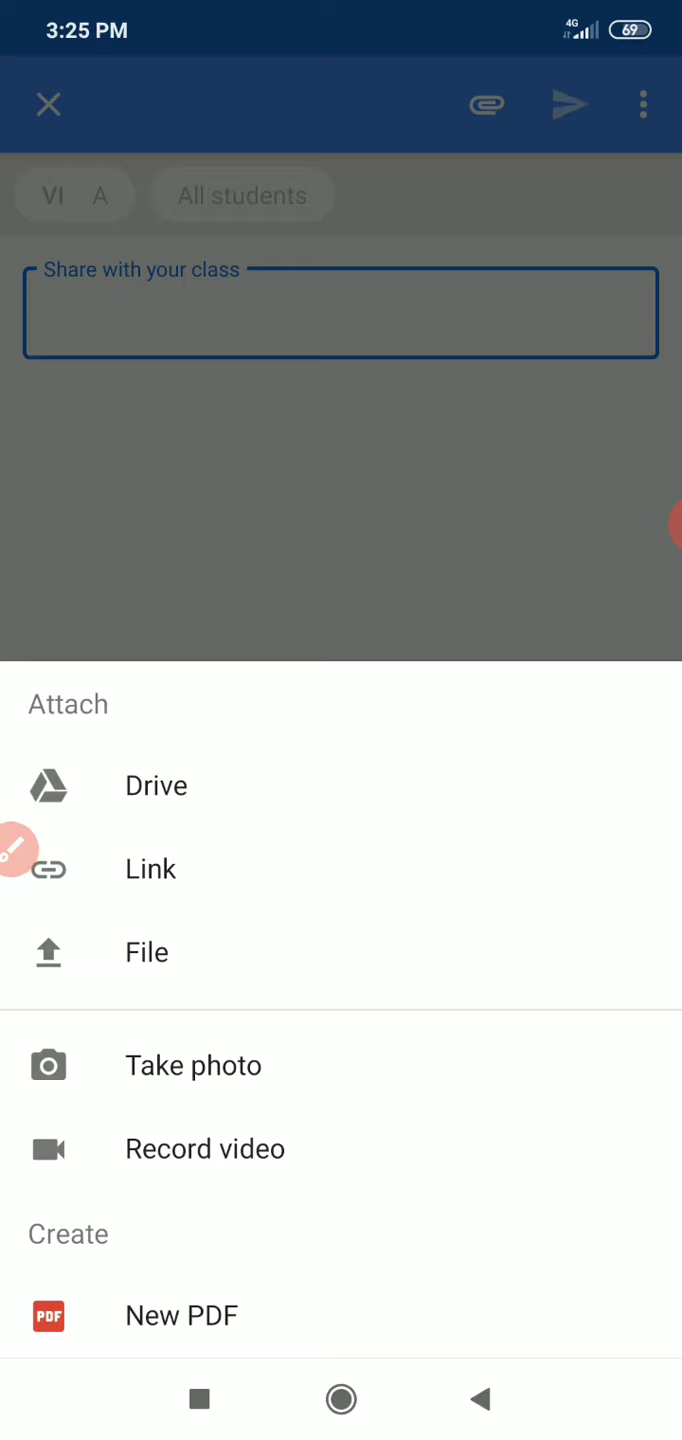 3:25 PM
4G
69
VI A
All students
Share with your class
Attach
Drive
Link
File
Take photo
Record video
Create
PDF
New PDF